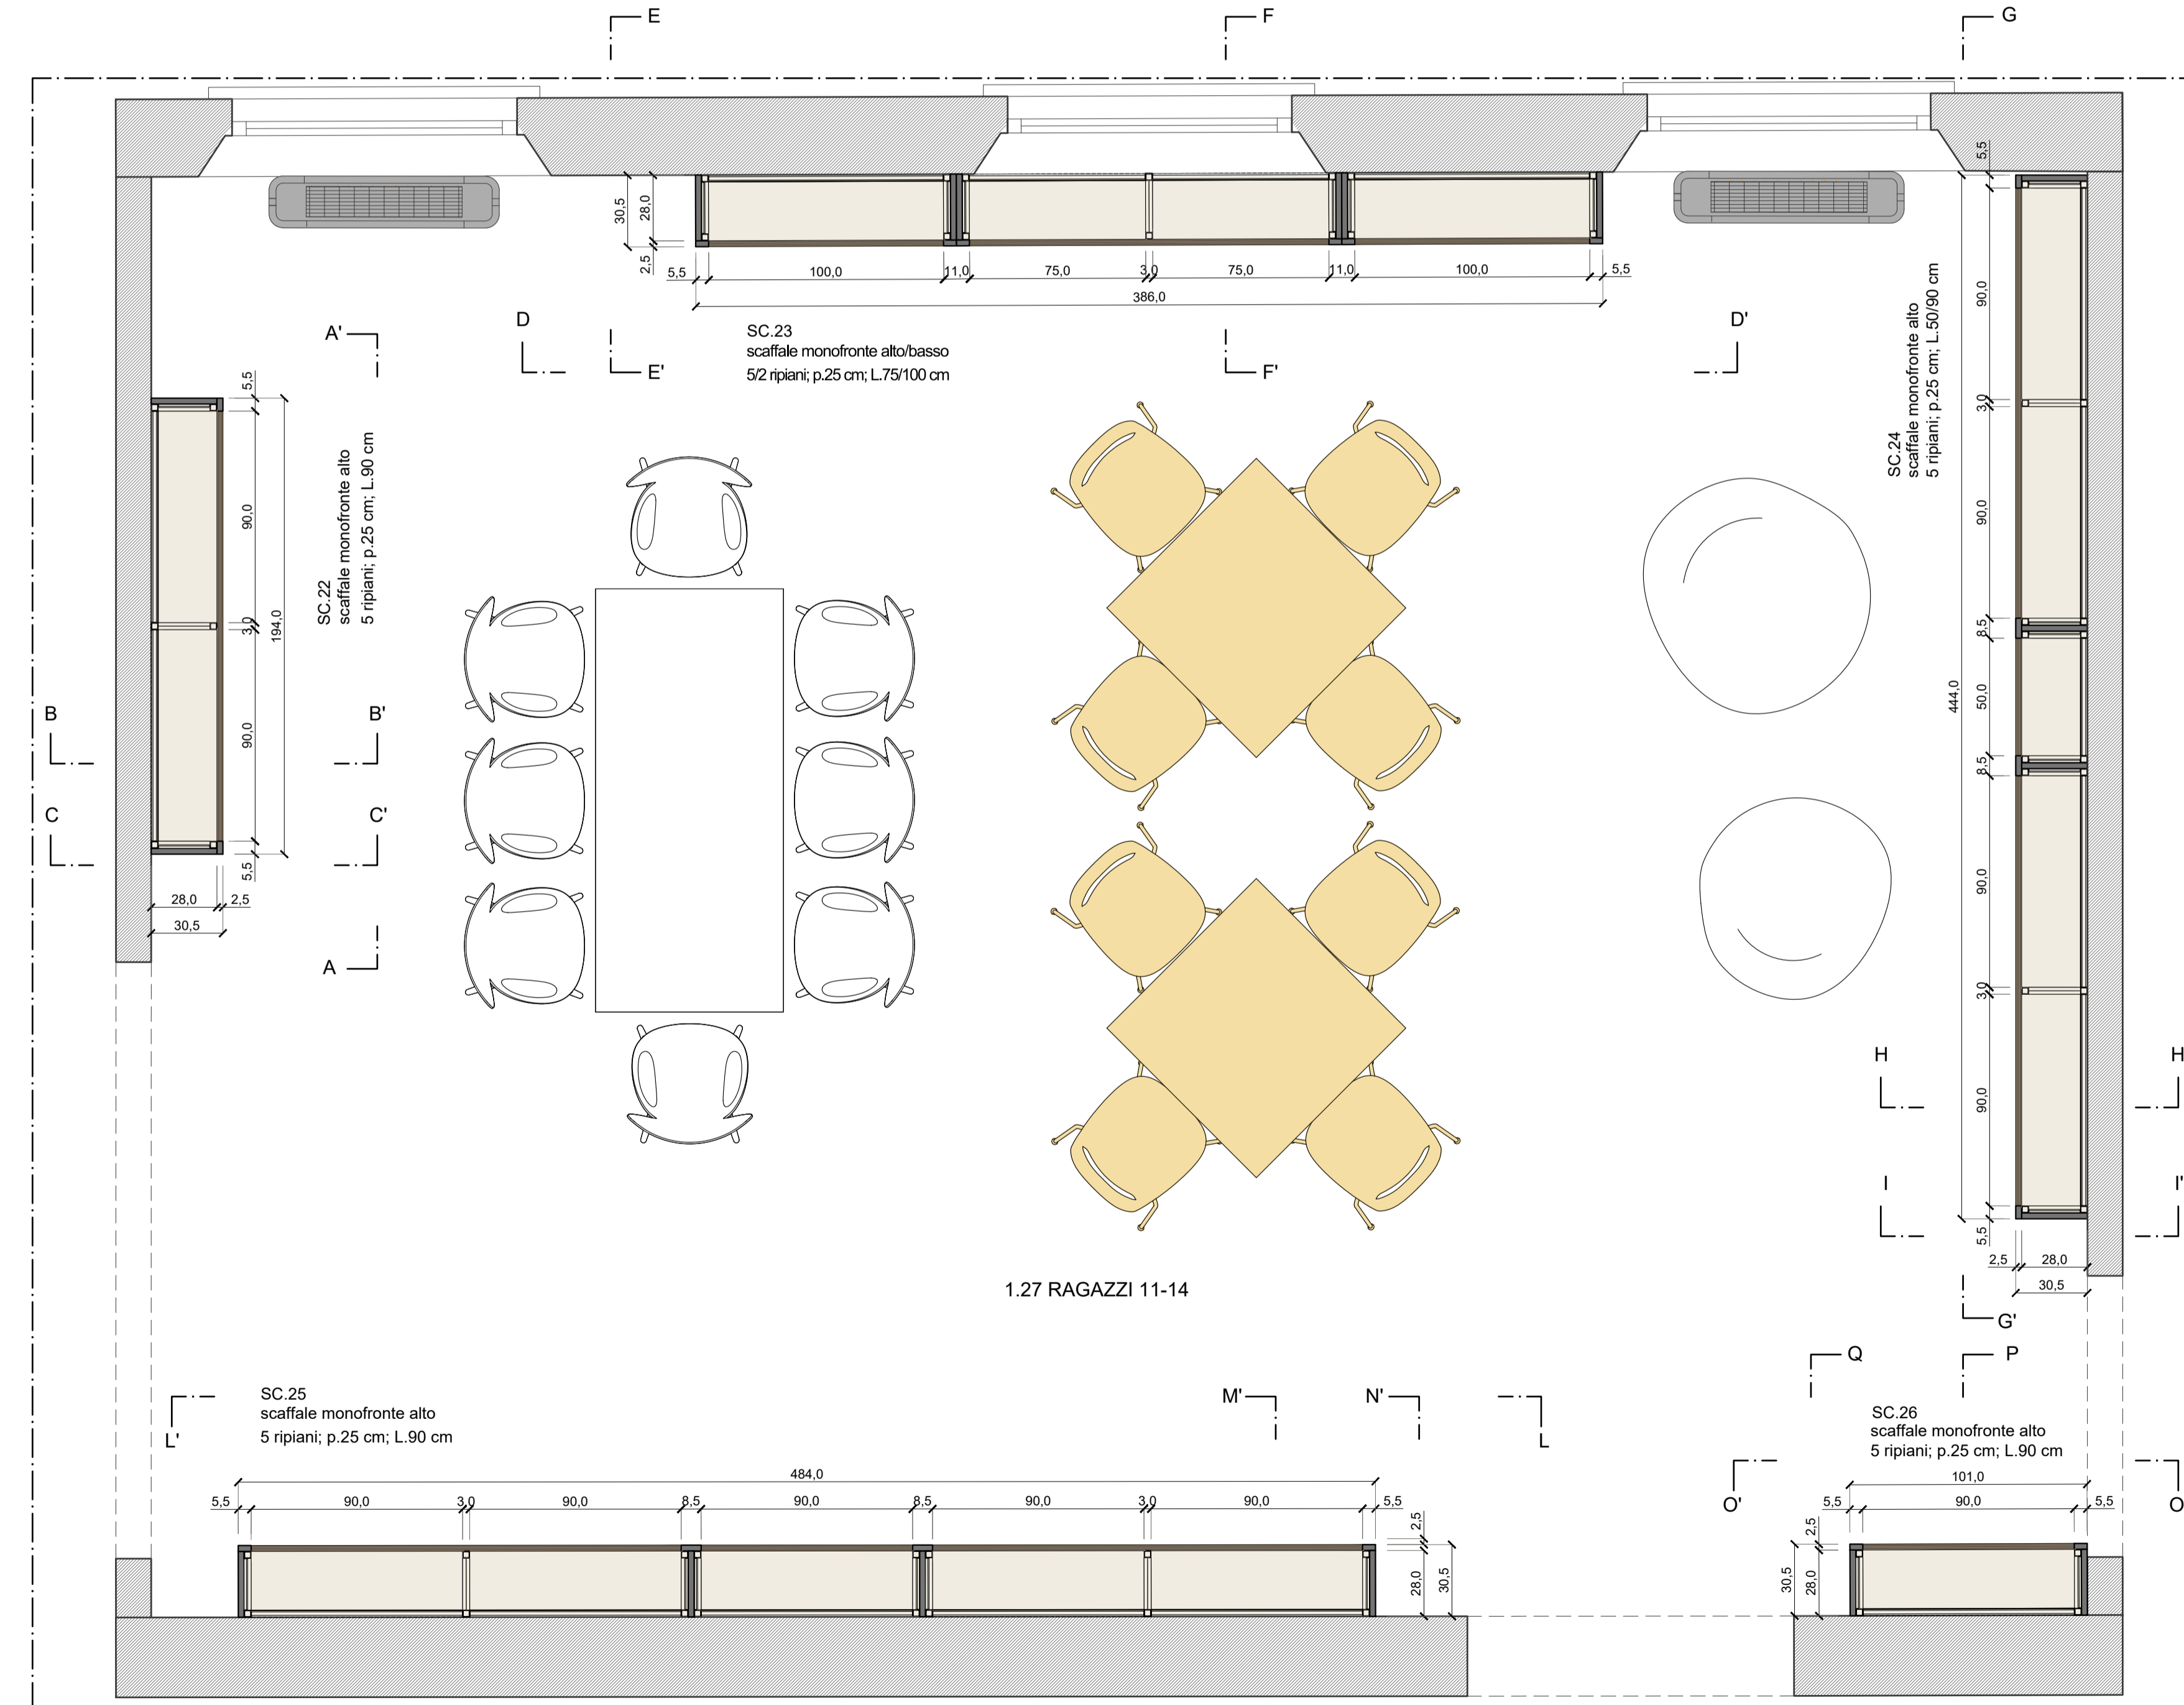 E
F
G
5,5
30,5
28,0
2,5
5,5
100,0
11,0
75,0
3,0
75,0
11,0
100,0
5,5
386,0
SC.23
scaffale monofronte alto/basso
5/2 ripiani; p.25 cm; L.75/100 cm
A'
D
E'
F'
D'
SC.22
scaffale monofronte alto
5 ripiani; p.25 cm; L.90 cm
5,5
90,0
3,0
90,0
5,5
194,0
28,0
2,5
30,5
B
B'
C
C'
A
SC.24
scaffale monofronte alto
5 ripiani; p.25 cm; L.50/90 cm
90,0
3,0
90,0
8,5
50,0
8,5
90,0
3,0
90,0
5,5
444,0
2,5
28,0
30,5
H
H
I
I'
G'
1.27 RAGAZZI 11-14
Q
P
L'
SC.25
scaffale monofronte alto
5 ripiani; p.25 cm; L.90 cm
M'
N'
L
SC.26
scaffale monofronte alto
5 ripiani; p.25 cm; L.90 cm
O'
O
484,0
5,5
90,0
3,0
90,0
8,5
90,0
8,5
90,0
3,0
90,0
5,5
2,5
28,0
30,5
101,0
5,5
90,0
5,5
2,5
28,0
30,5